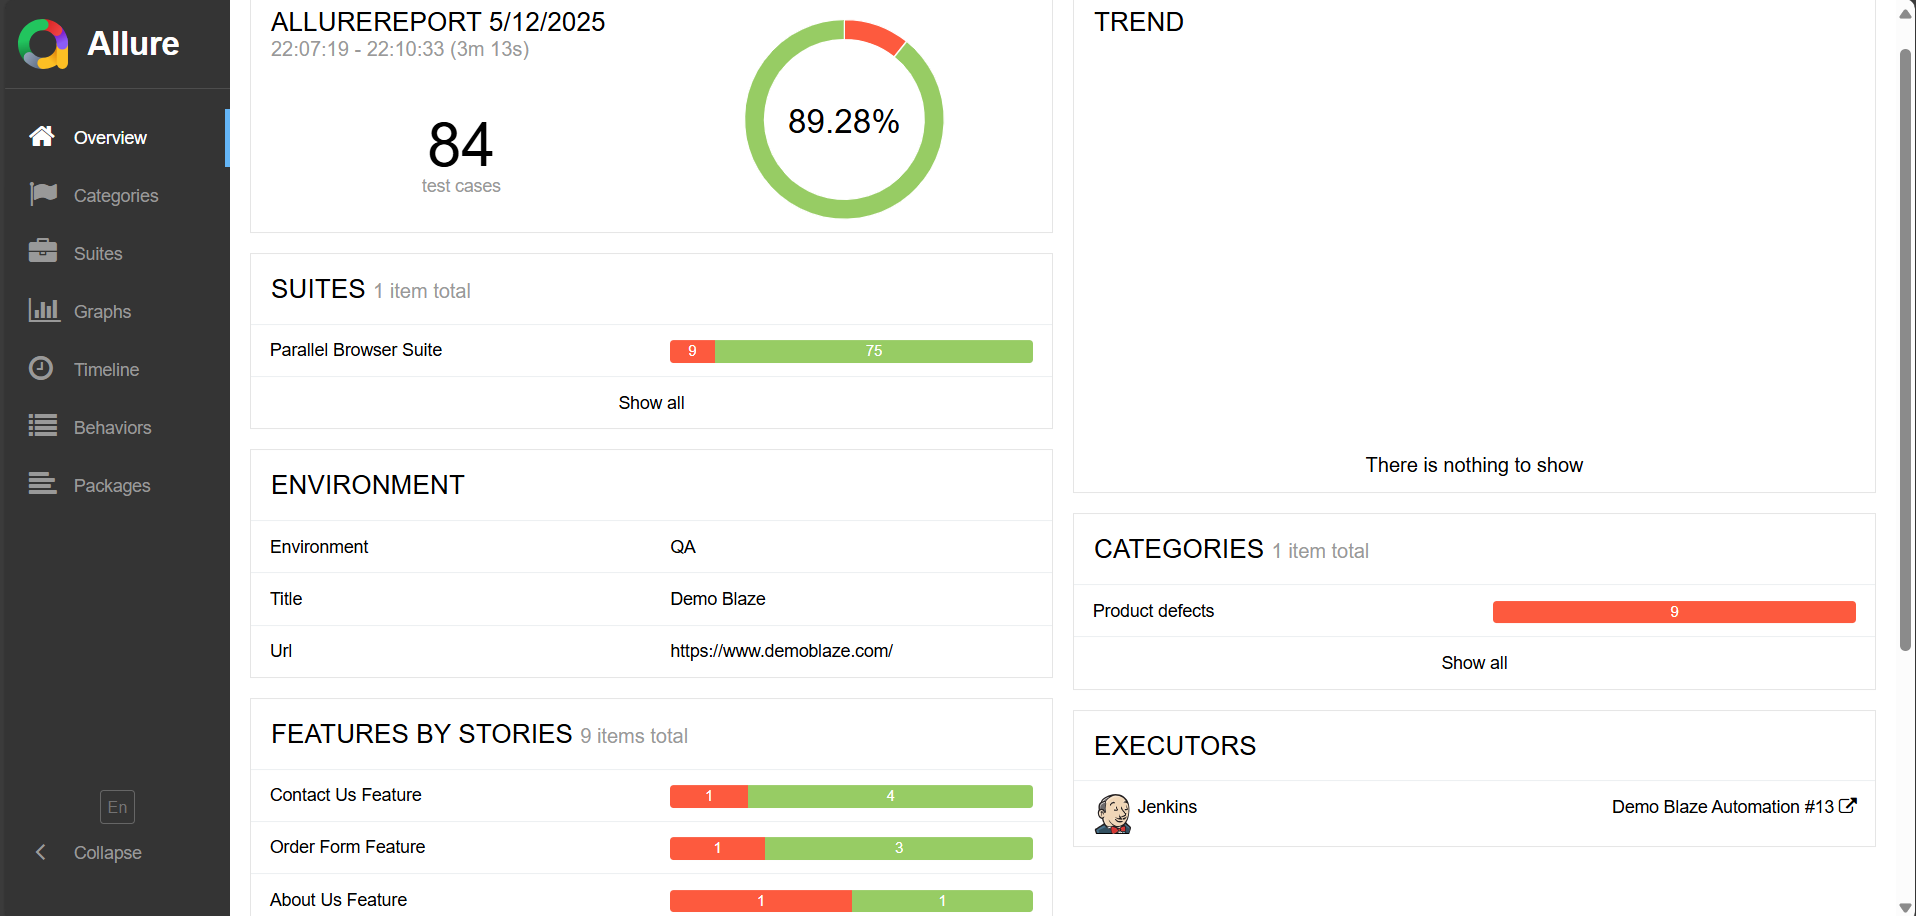 Allure
Overview
Categories
Suites
Graphs
Timeline
Behaviors
Packages
En
Collapse
ALLUREREPORT 5/12/2025
22:07:19 - 22:10:33 (3m 13s)
84
test cases
89.28%
SUITES 1 item total
Parallel Browser Suite 9 75
Show all
ENVIRONMENT
Environment QA
Title Demo Blaze
Url https://www.demoblaze.com/
FEATURES BY STORIES 9 items total
Contact Us Feature 1 4
Order Form Feature 1 3
About Us Feature 1 1
TREND
There is nothing to show
CATEGORIES 1 item total
Product defects 9
Show all
EXECUTORS
Jenkins Demo Blaze Automation #13